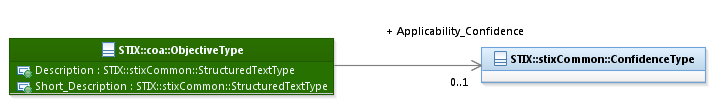 + Applicability_Confidence
STIX::coa::ObjectiveType
Description : STIX::stixCommon::StructuredTextType
Short_Description : STIX::stixCommon::StructuredTextType
STIX::stixCommon::ConfidenceType
0..1